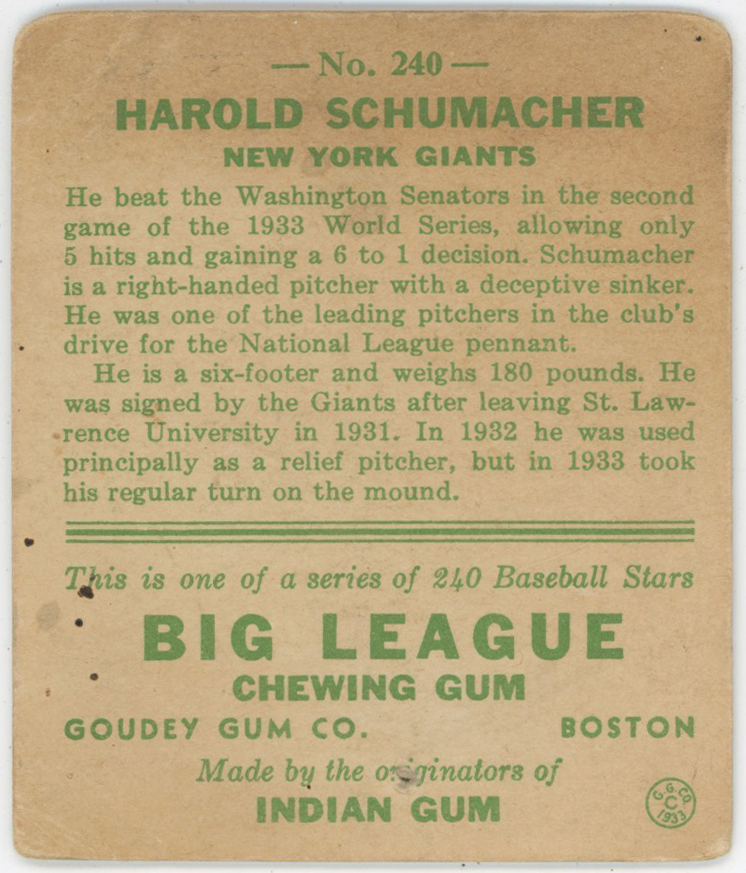 — No. 240 —
HAROLD SCHUMACHER
NEW YORK GIANTS
He beat the Washington Senators in the second
game of the 1933 World Series, allowing only
5 hits and gaining a 6 to 1 decision. Schumacher
is a right-handed pitcher with a deceptive sinker.
He was one of the leading pitchers in the club's
drive for the National League pennant.
He is a six-footer and weighs 180 pounds. He
was signed by the Giants after leaving St. Law-
rence University in 1931. In 1932 he was used
principally as a relief pitcher, but in 1933 took
his regular turn on the mound.
This is one of a series of 240 Baseball Stars
BIG LEAGUE
CHEWING GUM
GOUDEY GUM CO. BOSTON
Made by the originators of
INDIAN GUM
G. G. CO.
C
1933